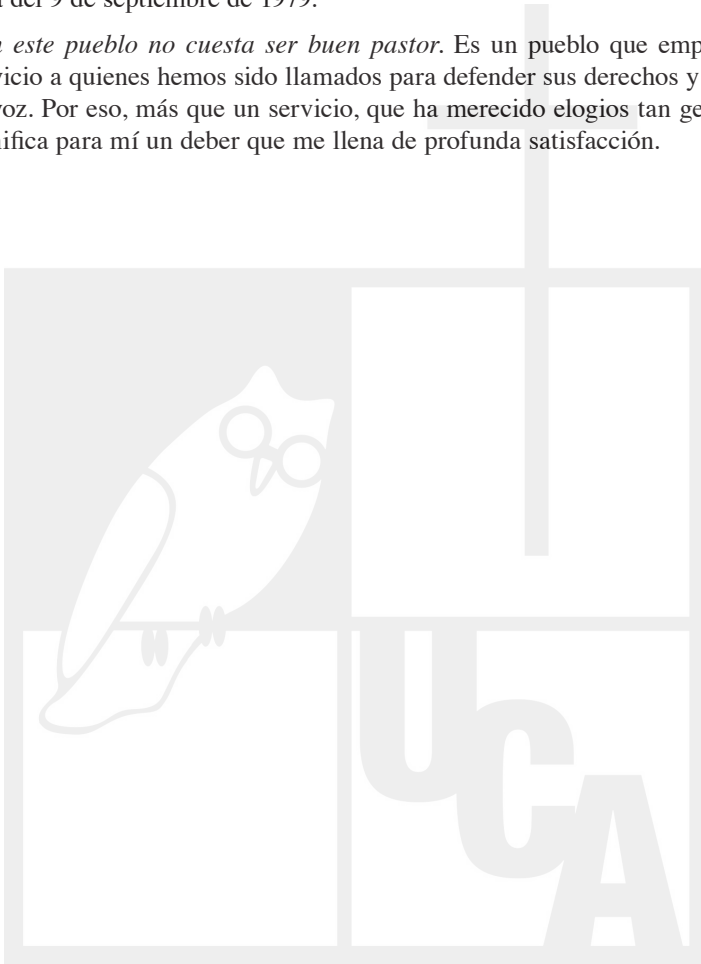 del 9 de septiembre de 1979.
este pueblo no cuesta ser buen pastor. Es un pueblo que
a quienes hemos sido llamados para defender sus derechos y
voz. Por eso, más que un servicio, que ha merecido elogios tan
para mí un deber que me llena de profunda satisfacción.
UCA